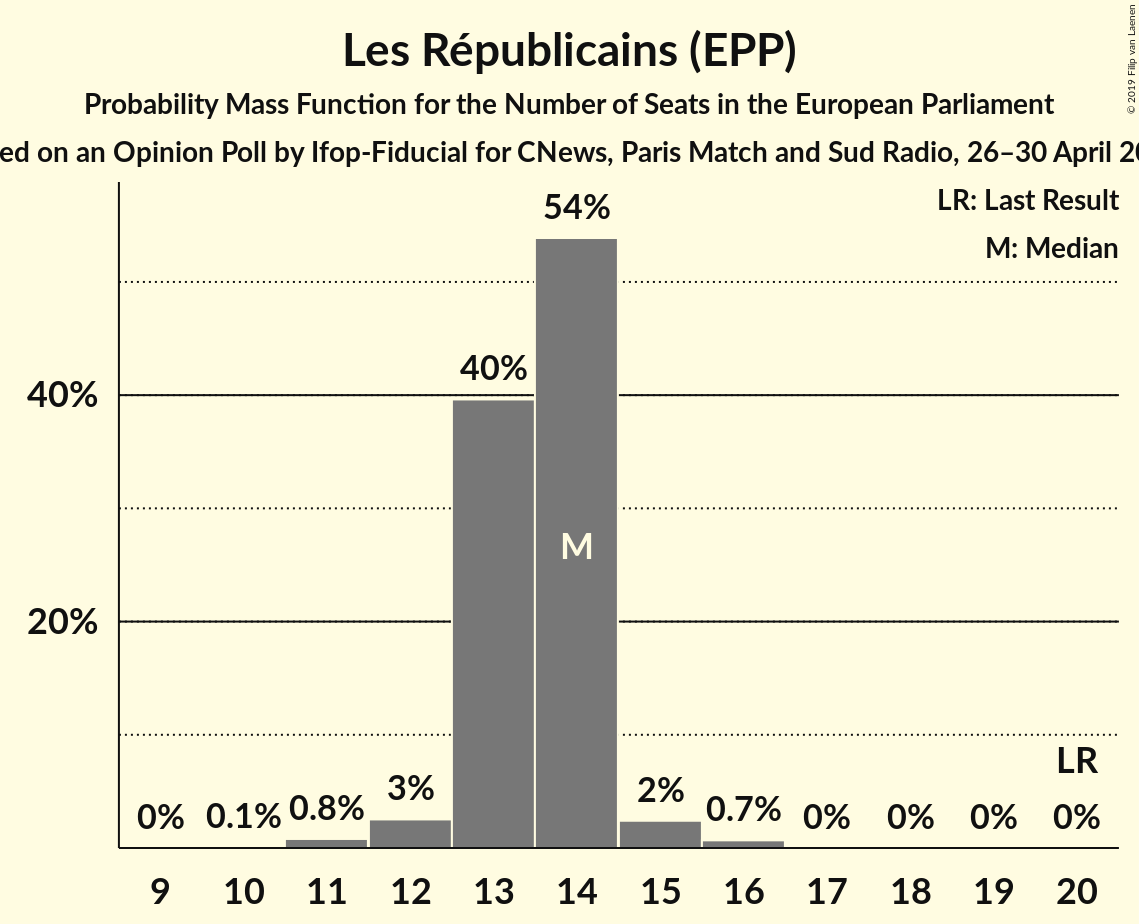 Les Républicains (EPP)
Probability Mass Function for the Number of Seats in the European Parliament
ed on an Opinion Poll by Ifop-Fiducial for CNews, Paris Match and Sud Radio, 26–30 April 20
© 2019 Filip van Laenen
LR: Last Result
M: Median
54%
40%
40%
M
20%
LR
0% 0.1% 0.8% 3% 2% 0.7% 0% 0% 0% 0%
9 10 11 12 13 14 15 16 17 18 19 20